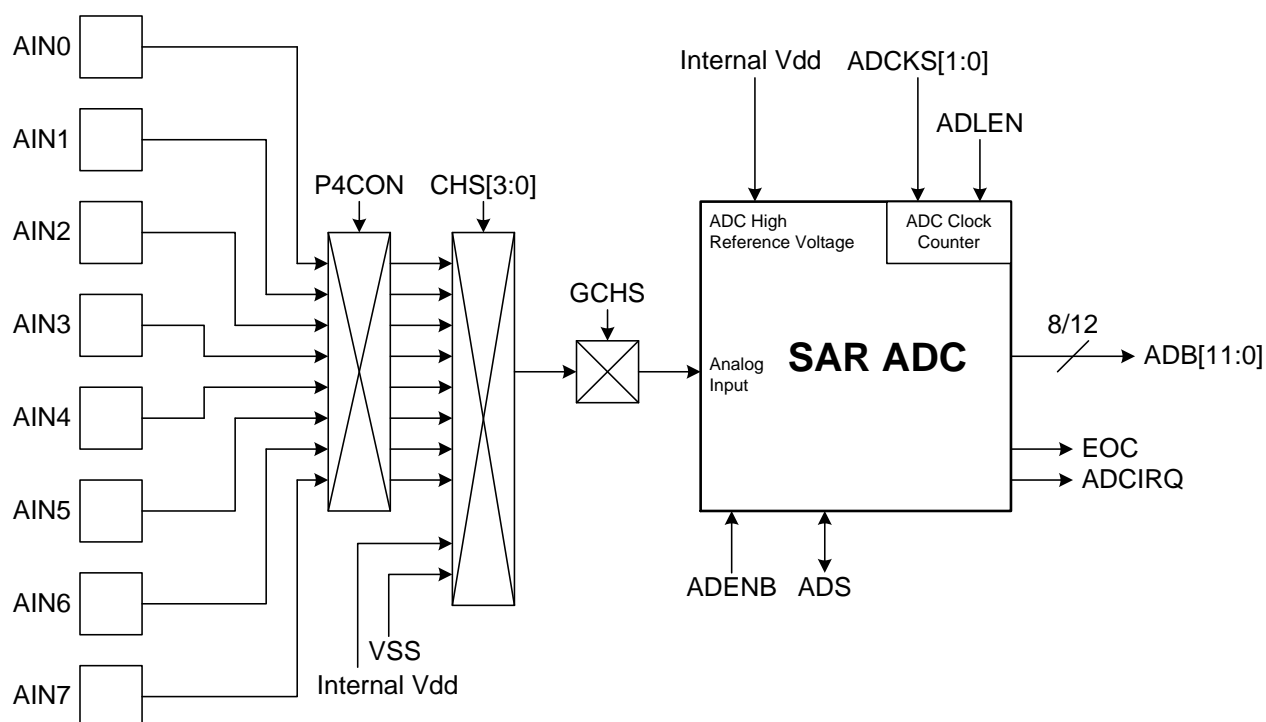 AIN0
AIN1
AIN2
AIN3
AIN4
AIN5
AIN6
AIN7
P4CON
CHS[3:0]
VSS
Internal Vdd
GCHS
Internal Vdd
ADCKS[1:0]
ADLEN
ADC High
Reference Voltage
ADC Clock
Counter
Analog
Input
SAR ADC
8/12
ADB[11:0]
EOC
ADCIRQ
ADENB
ADS